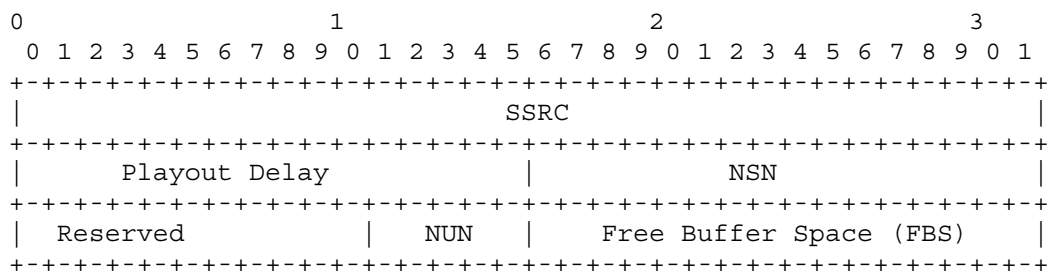 0                   1                   2                   3
 0 1 2 3 4 5 6 7 8 9 0 1 2 3 4 5 6 7 8 9 0 1 2 3 4 5 6 7 8 9 0 1
+-+-+-+-+-+-+-+-+-+-+-+-+-+-+-+-+-+-+-+-+-+-+-+-+-+-+-+-+-+-+-+-+
|                              SSRC                             |
+-+-+-+-+-+-+-+-+-+-+-+-+-+-+-+-+-+-+-+-+-+-+-+-+-+-+-+-+-+-+-+-+
|      Playout Delay            |            NSN                |
+-+-+-+-+-+-+-+-+-+-+-+-+-+-+-+-+-+-+-+-+-+-+-+-+-+-+-+-+-+-+-+-+
|  Reserved           |   NUN   |    Free Buffer Space (FBS)    |
+-+-+-+-+-+-+-+-+-+-+-+-+-+-+-+-+-+-+-+-+-+-+-+-+-+-+-+-+-+-+-+-+